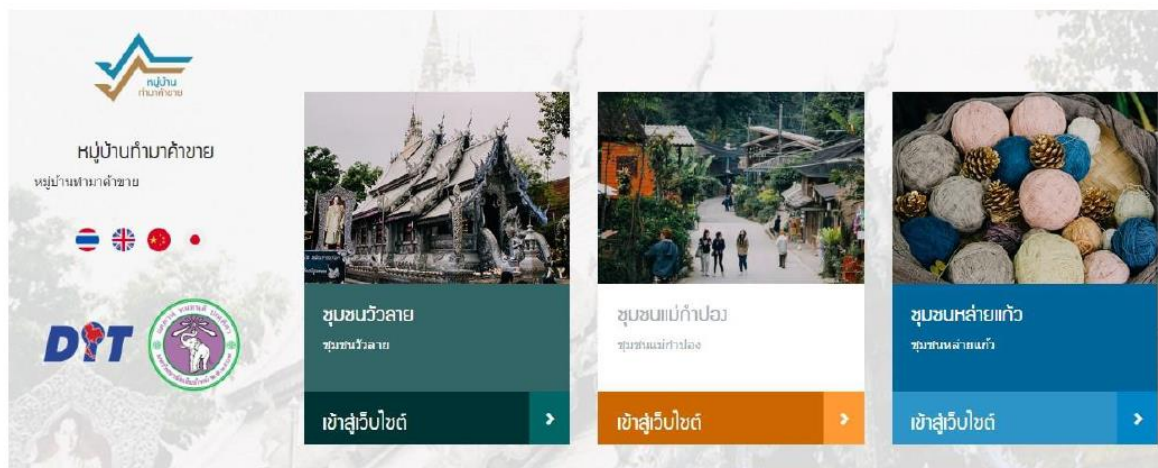 หมู่บ้าน
ทำมาค้าขาย
หมู่บ้านทำมาค้าขาย
หมู่บ้านทำมาค้าขาย
DIT
ชุมชนวัวลาย
ชุมชนวัวลาย
เข้าสู่เว็บไซต์
ชุมชนแม่กำปอง
ชุมชนแม่กำปอง
เข้าสู่เว็บไซต์
ชุมชนหล่ายแก้ว
ชุมชนหล่ายแก้ว
เข้าสู่เว็บไซต์